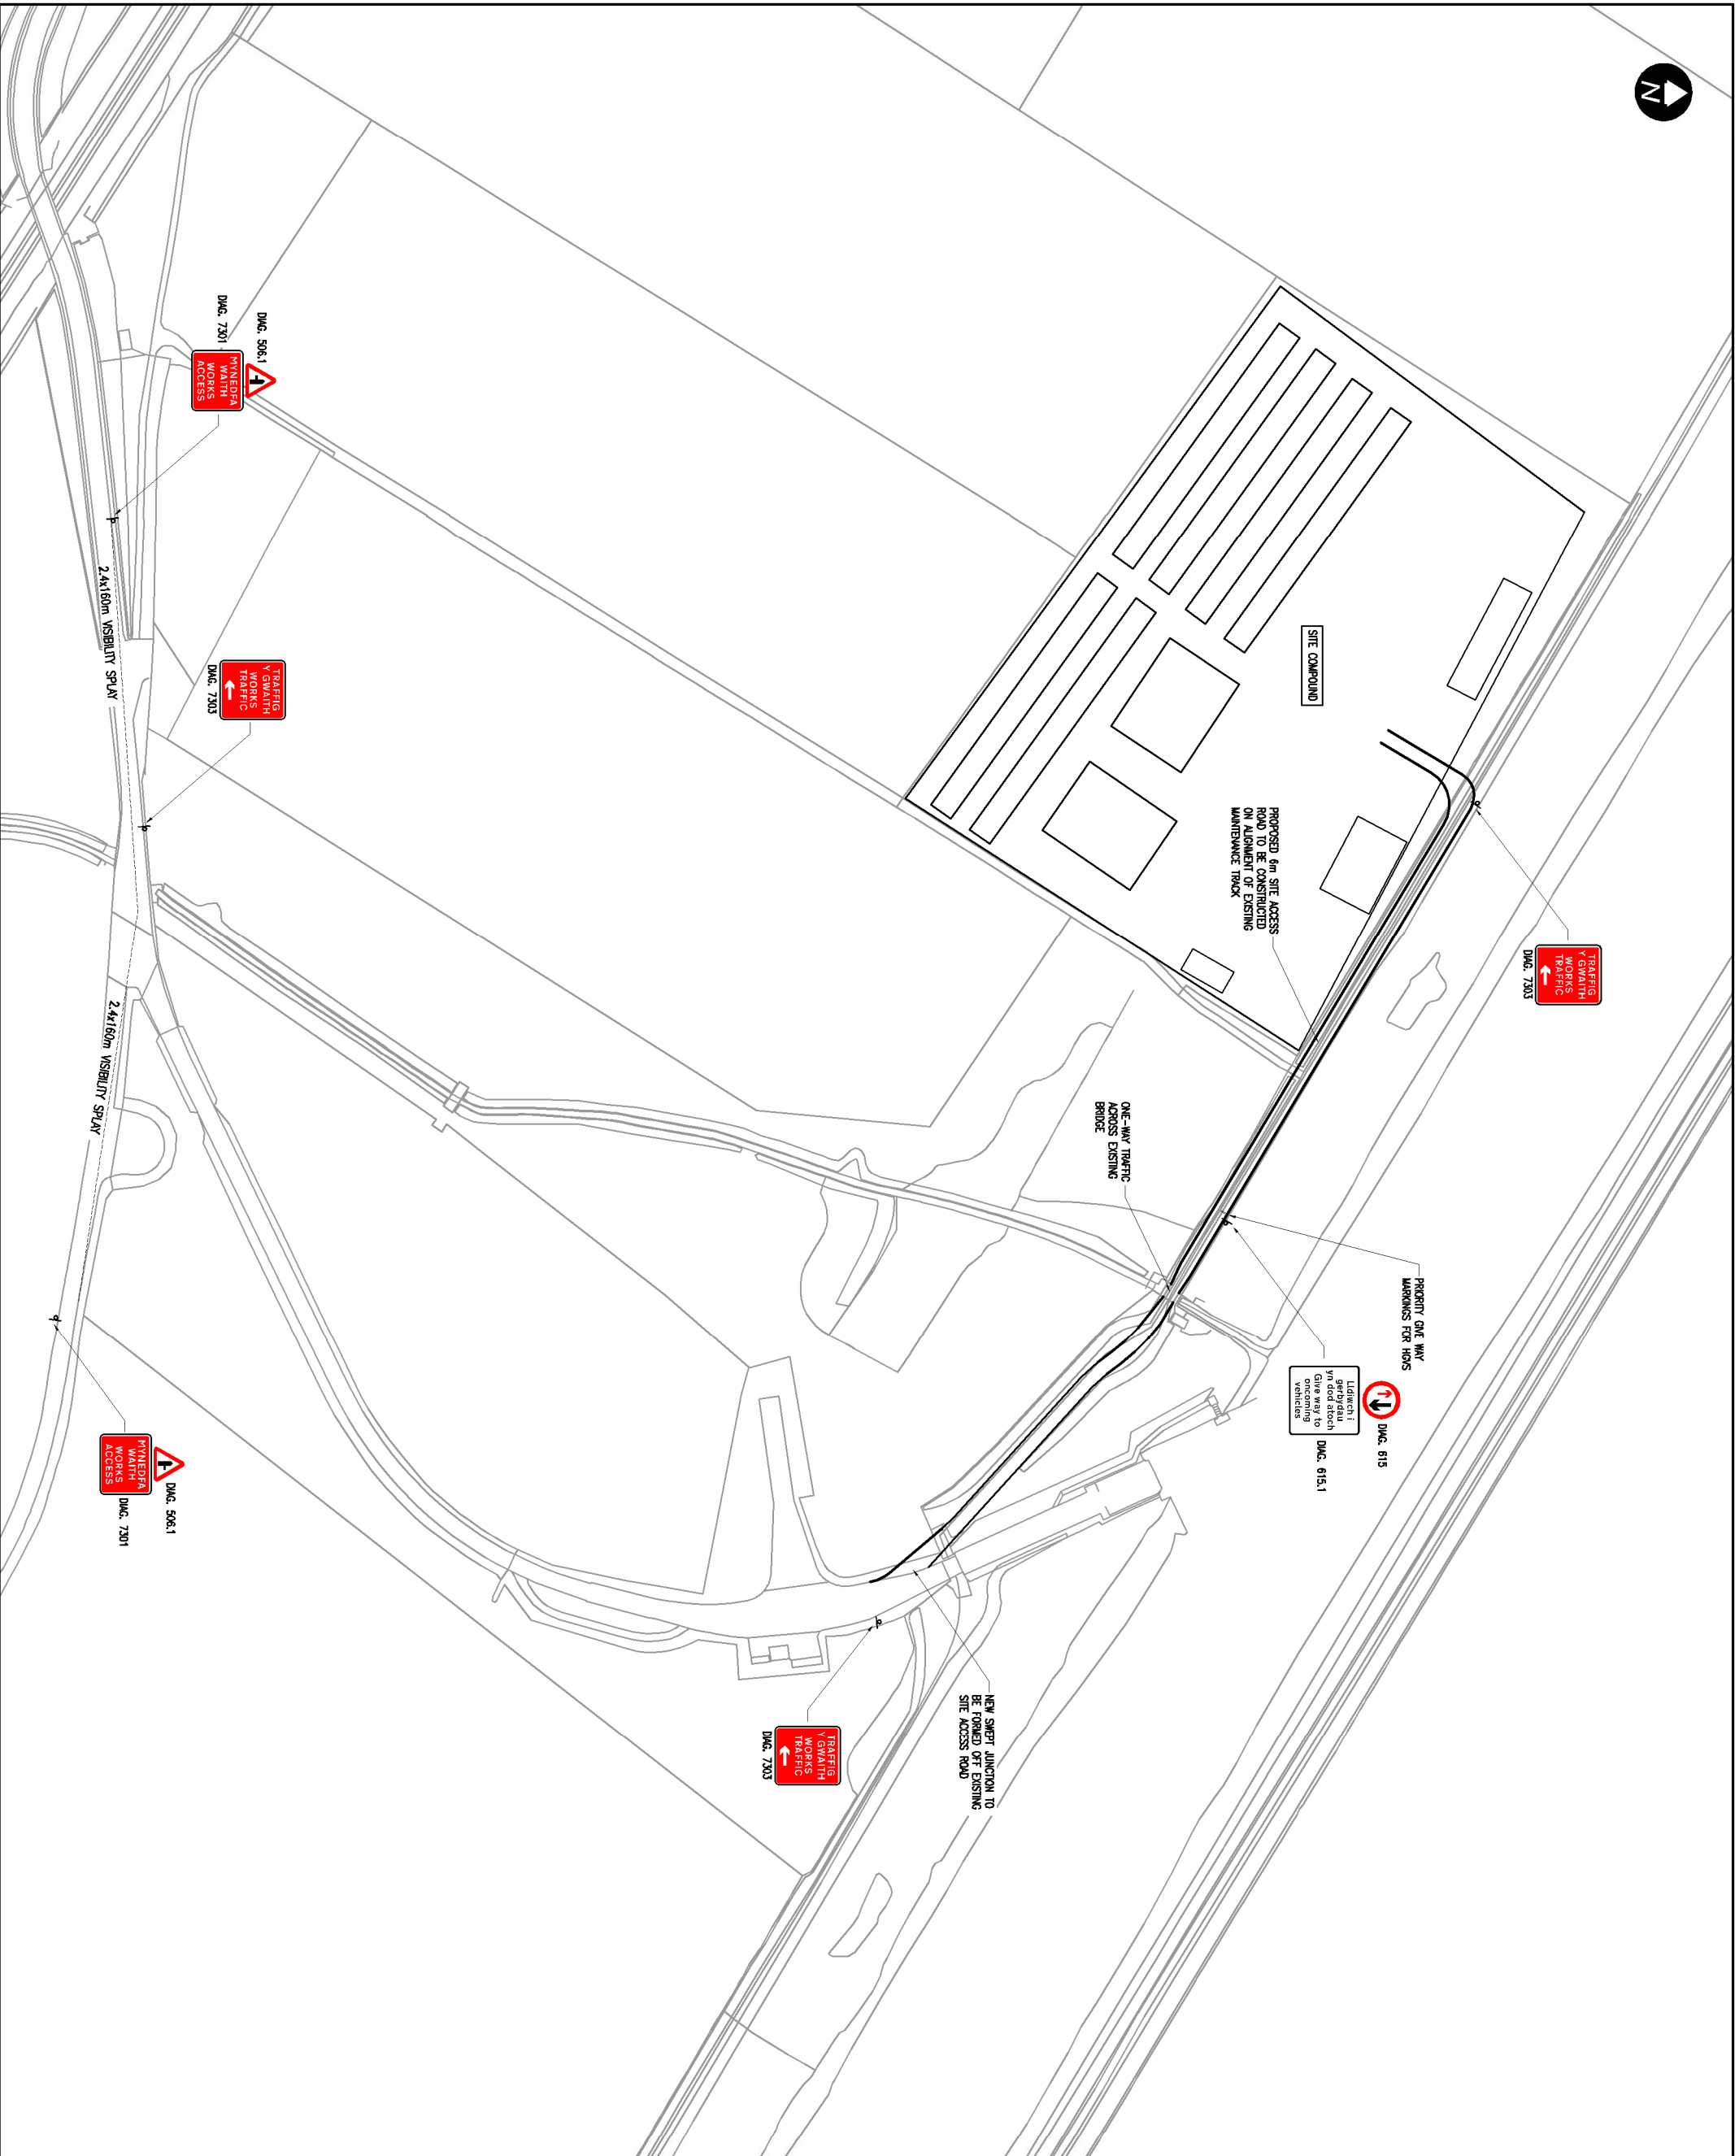 N
DIAG. 506.1
DIAG. 7301
MYNEDFA
WAITH
WORKS
ACCESS
2.4x160m VISIBILITY SPLAY
TRAFFIG
Y GWAITH
WORKS
TRAFFIC
DIAG. 7303
SITE COMPOUND
PROPOSED 6m SITE ACCESS
ROAD TO BE CONSTRUCTED
ON ALIGNMENT OF EXISTING
MAINTENANCE TRACK
TRAFFIG
Y GWAITH
WORKS
TRAFFIC
DIAG. 7303
2.4x160m VISIBILITY SPLAY
ONE-WAY TRAFFIC
ACROSS EXISTING
BRIDGE
PRIORITY GIVE WAY
MARKINGS FOR HGVS
DIAG. 615
Lldiwch i
gerbydau
yn dod atoch
Give way to
oncoming
vehicles
DIAG. 615.1
DIAG. 506.1
MYNEDFA
WAITH
WORKS
ACCESS
DIAG. 7301
NEW SWEPT JUNCTION TO
BE FORMED OFF EXISTING
SITE ACCESS ROAD
TRAFFIG
Y GWAITH
WORKS
TRAFFIC
DIAG. 7303